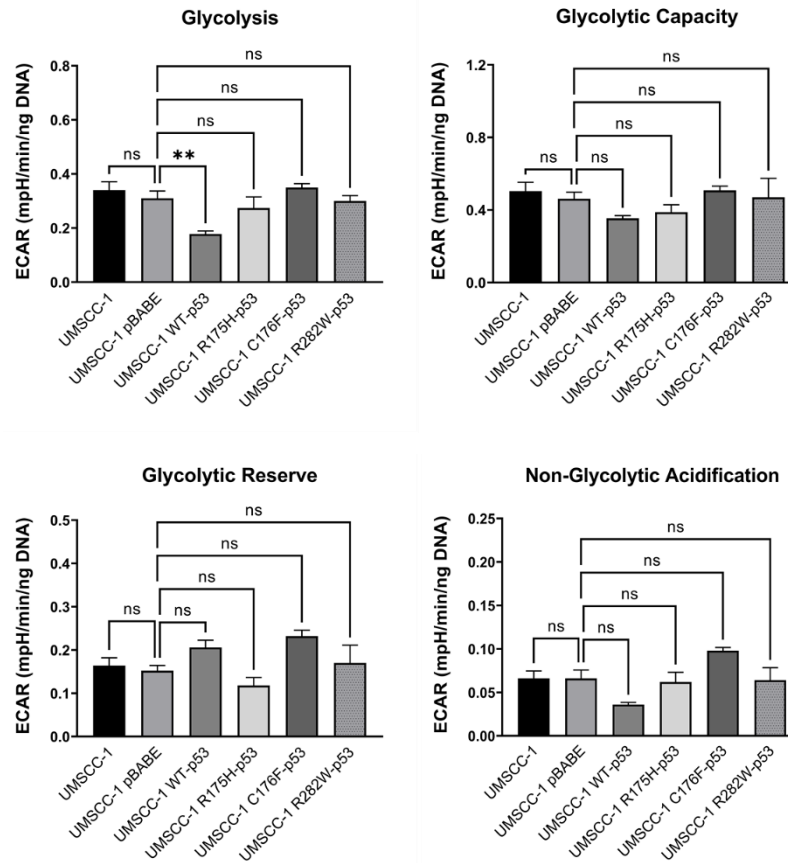 Glycolysis
ECAR (mpH/min/ng DNA)
0.8
0.6
0.4
0.2
0.0
ns
ns
ns
ns
**
UMSCC-1
UMSCC-1 pBABE
UMSCC-1 WT-p53
UMSCC-1 R175H-p53
UMSCC-1 C176F-p53
UMSCC-1 R282W-p53
Glycolytic Capacity
ECAR (mpH/min/ng DNA)
1.2
0.8
0.4
0.0
ns
ns
ns
ns
ns
UMSCC-1
UMSCC-1 pBABE
UMSCC-1 WT-p53
UMSCC-1 R175H-p53
UMSCC-1 C176F-p53
UMSCC-1 R282W-p53
Glycolytic Reserve
ECAR (mpH/min/ng DNA)
0.5
0.4
0.3
0.2
0.1
0.0
ns
ns
ns
ns
ns
UMSCC-1
UMSCC-1 pBABE
UMSCC-1 WT-p53
UMSCC-1 R175H-p53
UMSCC-1 C176F-p53
UMSCC-1 R282W-p53
Non-Glycolytic Acidification
ECAR (mpH/min/ng DNA)
0.25
0.20
0.15
0.10
0.05
0.00
ns
ns
ns
ns
ns
UMSCC-1
UMSCC-1 pBABE
UMSCC-1 WT-p53
UMSCC-1 R175H-p53
UMSCC-1 C176F-p53
UMSCC-1 R282W-p53